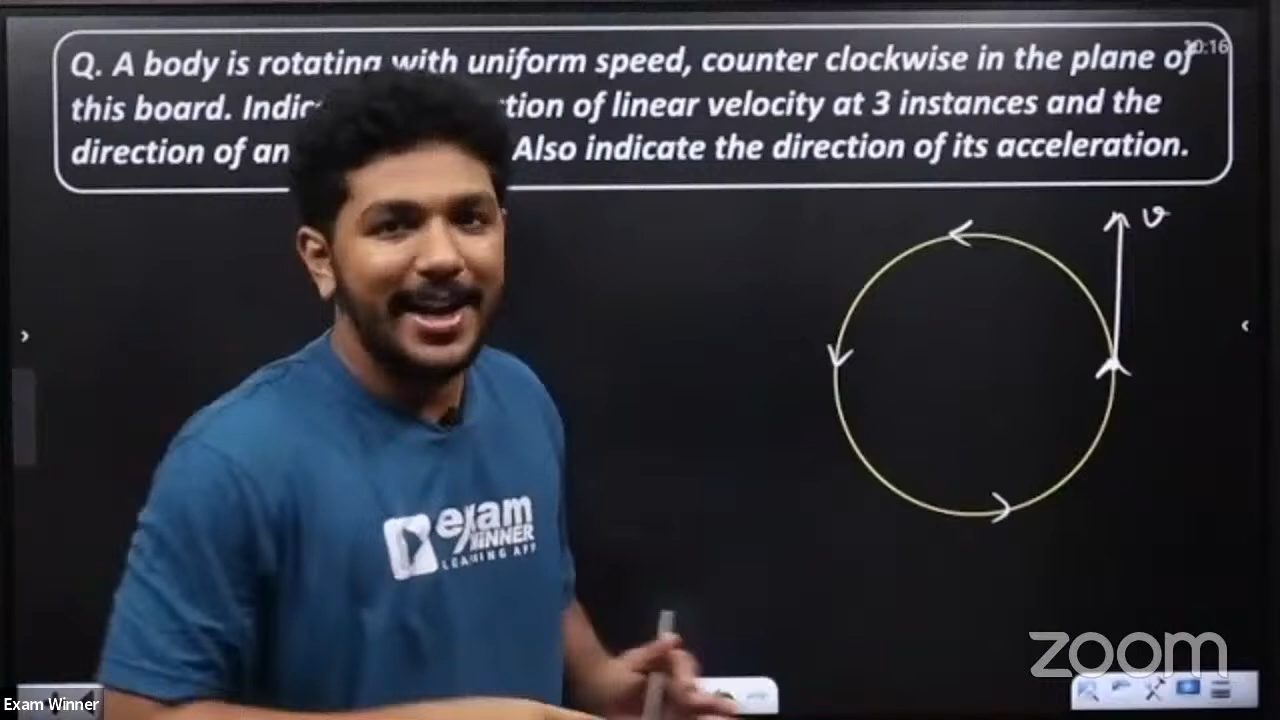 Q. A body is rotating with uniform speed, counter clockwise in the plane of
10:16
this board. Indic tion of linear velocity at 3 instances and the
direction of an Also indicate the direction of its acceleration.
v
exam
WINNER
LEARNING APP
zoom
Exam Winner